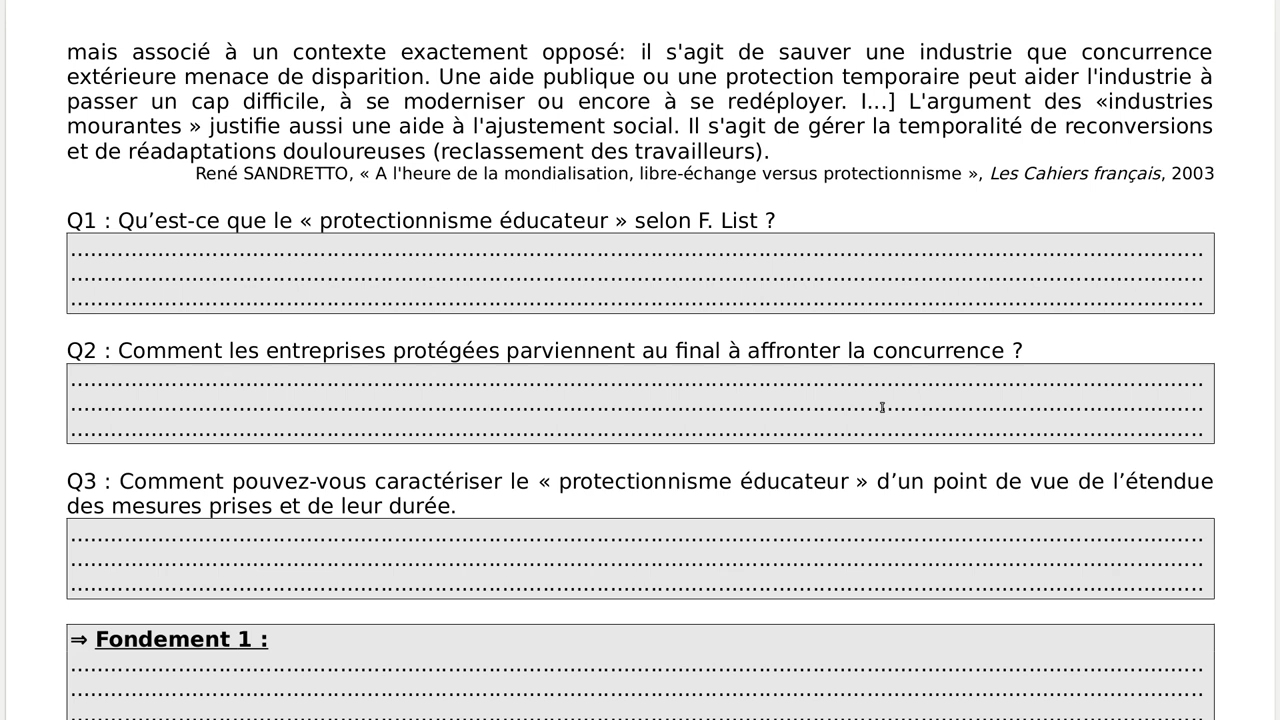 mais associé à un contexte exactement opposé: il s'agit de sauver une industrie que concurrence
extérieure menace de disparition. Une aide publique ou une protection temporaire peut aider l'industrie à
passer un cap difficile, à se moderniser ou encore à se redéployer. I...] L'argument des «industries
mourantes » justifie aussi une aide à l'ajustement social. Il s'agit de gérer la temporalité de reconversions
et de réadaptations douloureuses (reclassement des travailleurs).
René SANDRETTO, « A l'heure de la mondialisation, libre-échange versus protectionnisme », Les Cahiers français, 2003
Q1 : Qu’est-ce que le « protectionnisme éducateur » selon F. List ?
Q2 : Comment les entreprises protégées parviennent au final à affronter la concurrence ?
Q3 : Comment pouvez-vous caractériser le « protectionnisme éducateur » d’un point de vue de l’étendue
des mesures prises et de leur durée.
⇒ Fondement 1 :